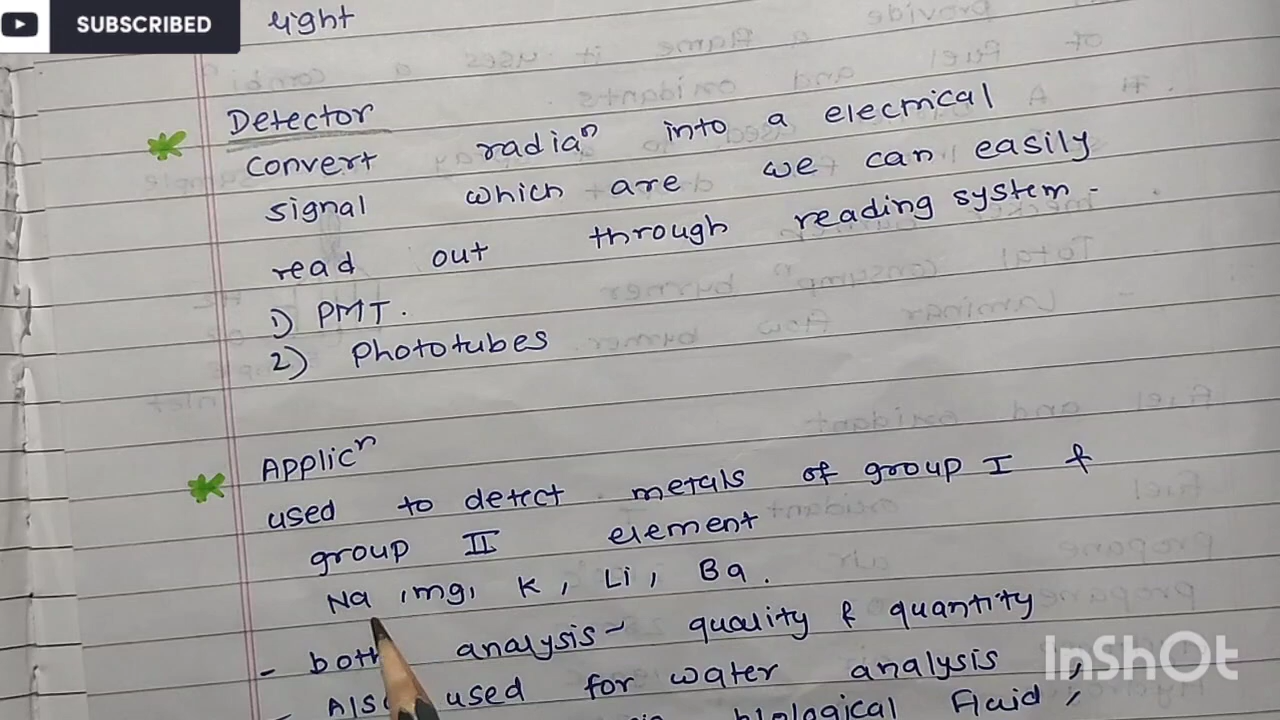 SUBSCRIBED
light
Detector
convert radiaⁿ into a electrical
signal which are we can easily
read out through reading system -
1) PMT.
2) Phototubes
Applicⁿ
used to detect metals of group I &
group II element
Na, mg, K, Li, Ba.
- both analysis - quality & quantity
- Also used for water analysis,
biological Fluid,
InShOt